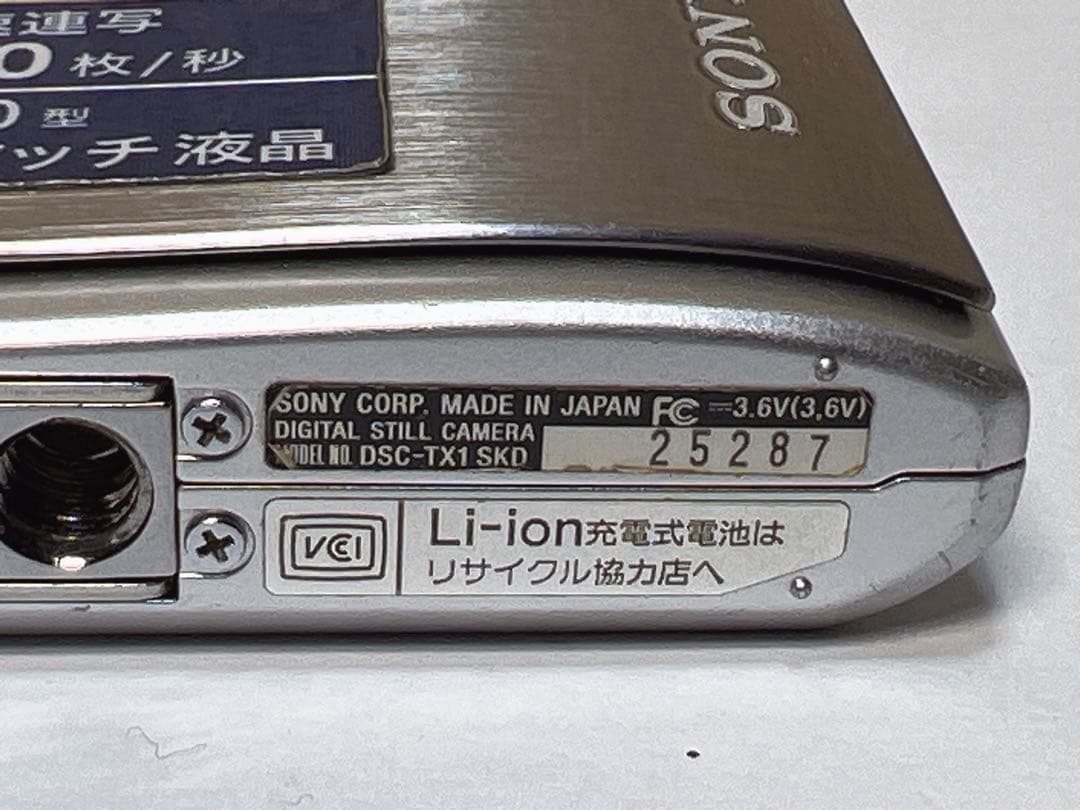 連写
0枚/秒
0型
ッチ液晶
SONY
SONY CORP. MADE IN JAPAN FC ⎓3.6V(3,6V)
DIGITAL STILL CAMERA
MODEL NO. DSC-TX1 SKD
25287
VCCI
Li-ion充電式電池は
リサイクル協力店へ